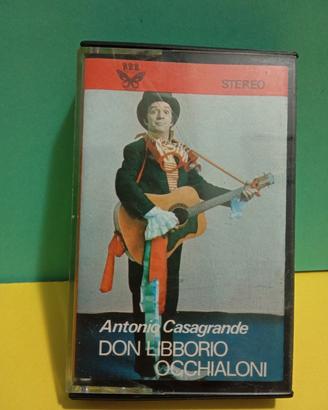 B.B.B.
STEREO
Antonio Casagrande
DON LIBBORIO
OCCHIALONI